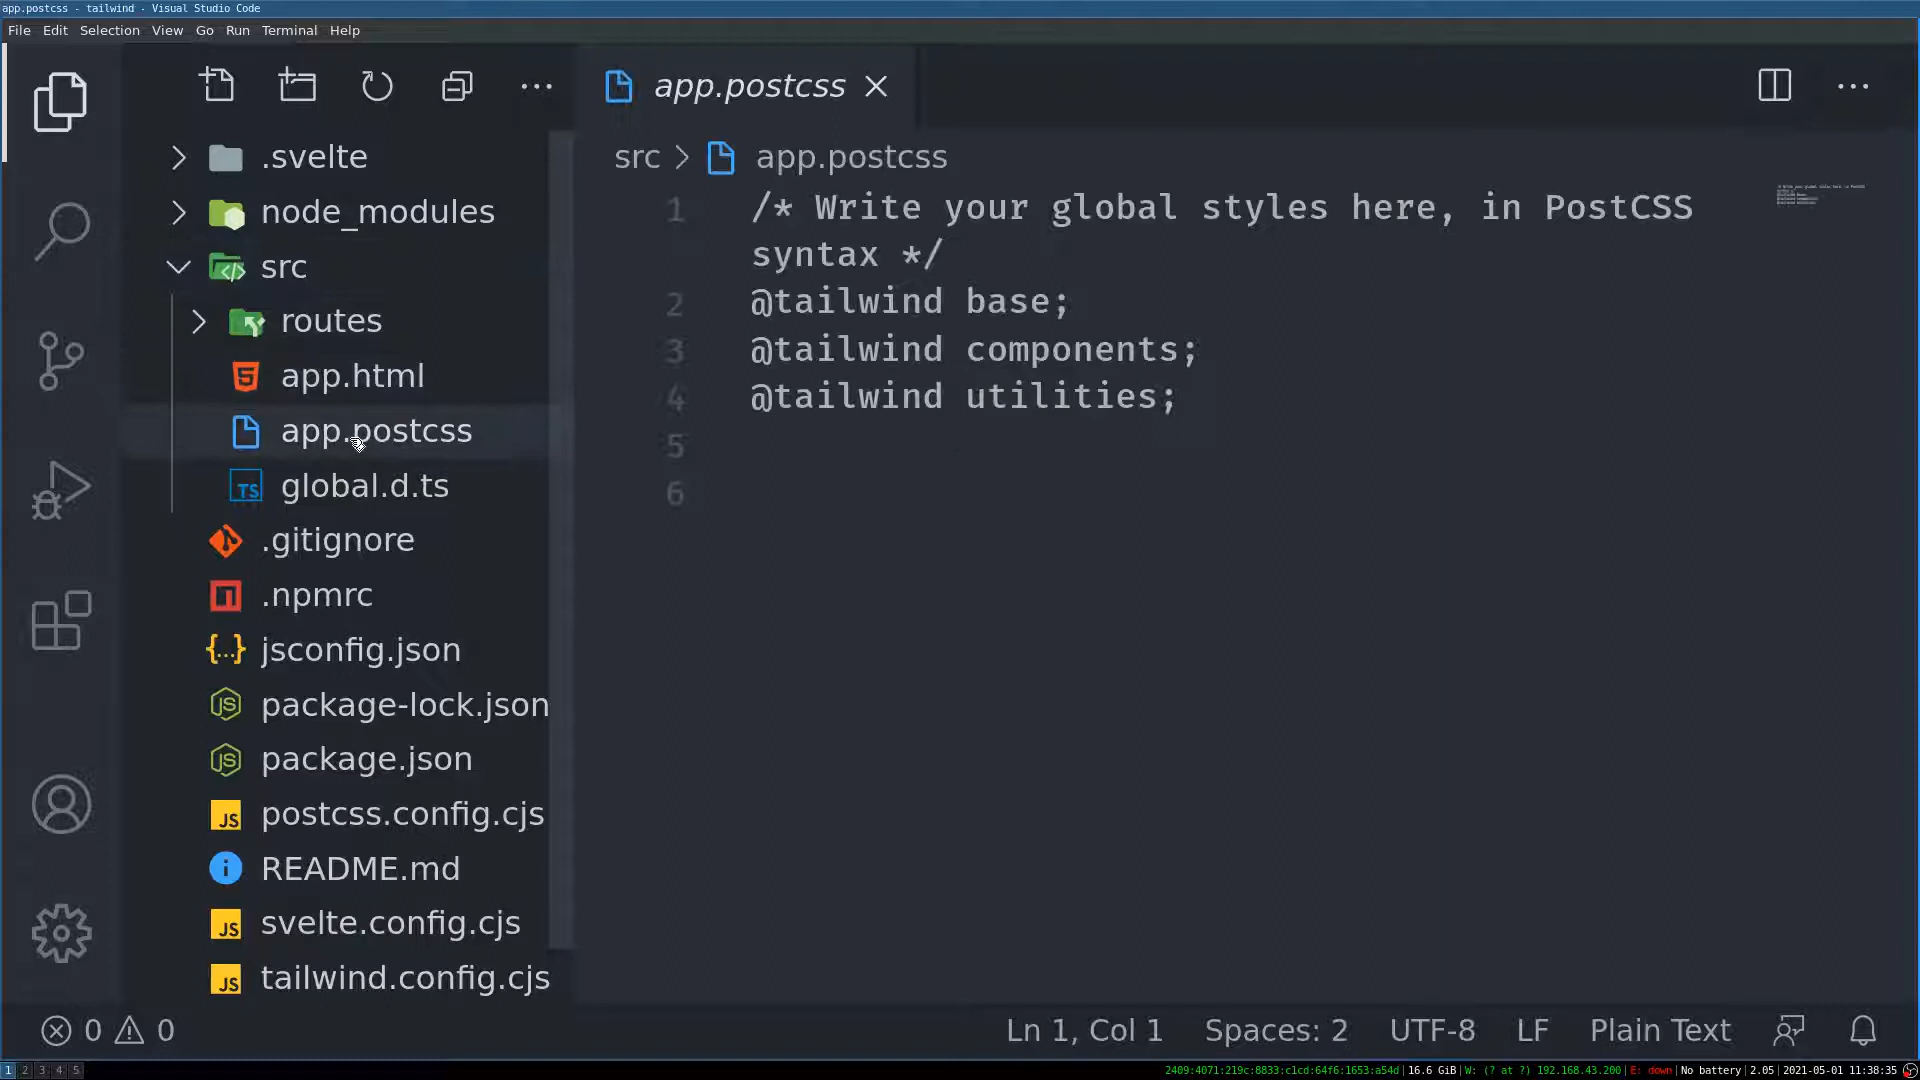 app.postcss - tailwind - Visual Studio Code
File Edit Selection View Go Run Terminal Help
app.postcss
src > app.postcss
.svelte
node_modules
src
routes
app.html
app.postcss
global.d.ts
.gitignore
.npmrc
jsconfig.json
package-lock.json
package.json
postcss.config.cjs
README.md
svelte.config.cjs
tailwind.config.cjs
1 /* Write your global styles here, in PostCSS
syntax */
2 @tailwind base;
3 @tailwind components;
4 @tailwind utilities;
5
6
0 0 Ln 1, Col 1 Spaces: 2 UTF-8 LF Plain Text
1 2 3 4 5 2409:4071:219c:8833:c1cd:64f6:1653:a54d|16.6 GiB|W: (? at ?) 192.168.43.200|E: down|No battery|2.05|2021-05-01 11:38:35